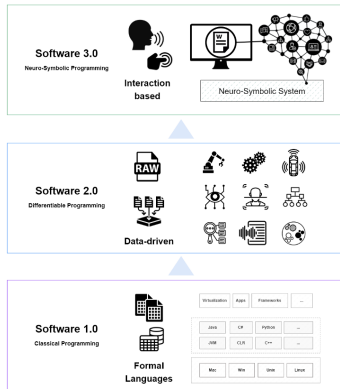 Software 3.0
Neuro-Symbolic Programming
Interaction
based
W
Neuro-Symbolic System
Software 2.0
Differentiable Programming
RAW
Data-driven
Software 1.0
Classical Programming
Formal
Languages
Virtualization Apps Frameworks ...
Java C# Python ...
JVM CLR C++ ...
Mac Win Unix Linux